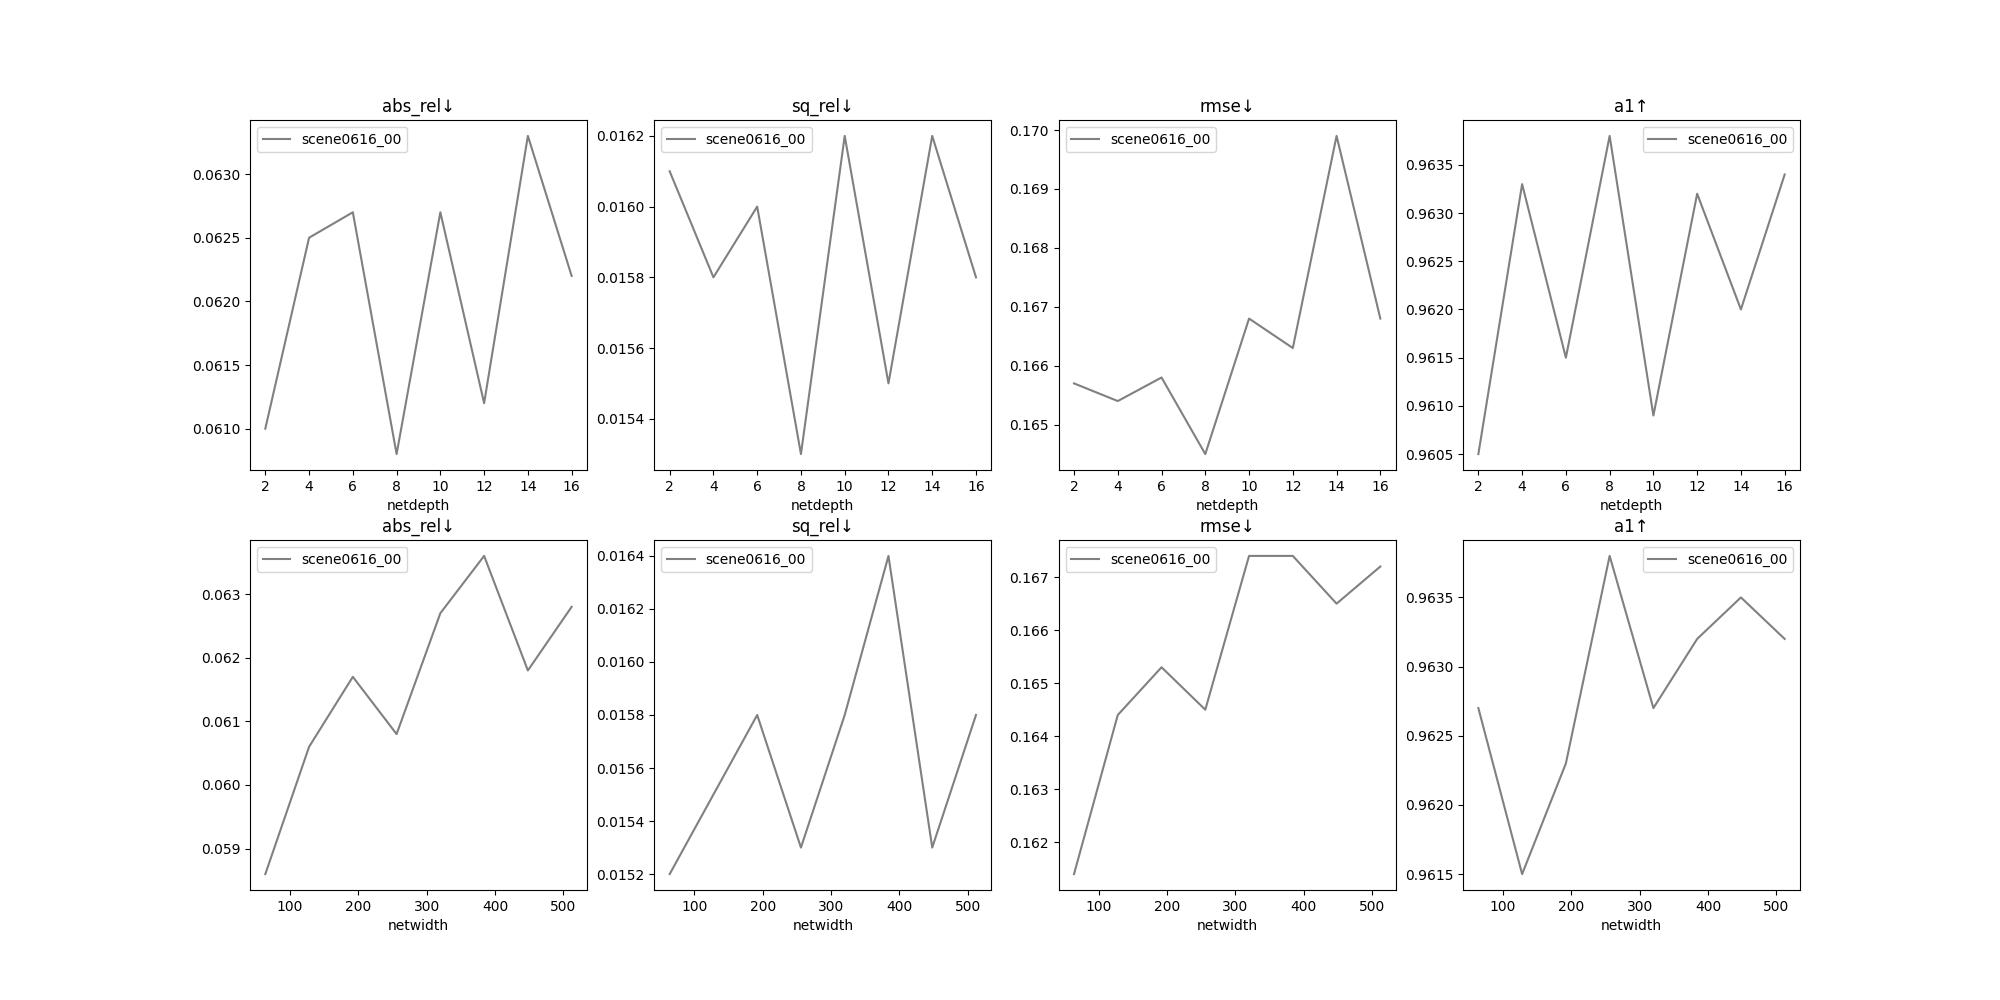 abs_rel↓
scene0616_00
0.0630
0.0625
0.0620
0.0615
0.0610
2 4 6 8 10 12 14 16
netdepth
sq_rel↓
scene0616_00
0.0162
0.0160
0.0158
0.0156
0.0154
2 4 6 8 10 12 14 16
netdepth
rmse↓
scene0616_00
0.170
0.169
0.168
0.167
0.166
0.165
2 4 6 8 10 12 14 16
netdepth
a1↑
scene0616_00
0.9635
0.9630
0.9625
0.9620
0.9615
0.9610
0.9605
2 4 6 8 10 12 14 16
netdepth
abs_rel↓
scene0616_00
0.063
0.062
0.061
0.060
0.059
100 200 300 400 500
netwidth
sq_rel↓
scene0616_00
0.0164
0.0162
0.0160
0.0158
0.0156
0.0154
0.0152
100 200 300 400 500
netwidth
rmse↓
scene0616_00
0.167
0.166
0.165
0.164
0.163
0.162
100 200 300 400 500
netwidth
a1↑
scene0616_00
0.9635
0.9630
0.9625
0.9620
0.9615
100 200 300 400 500
netwidth